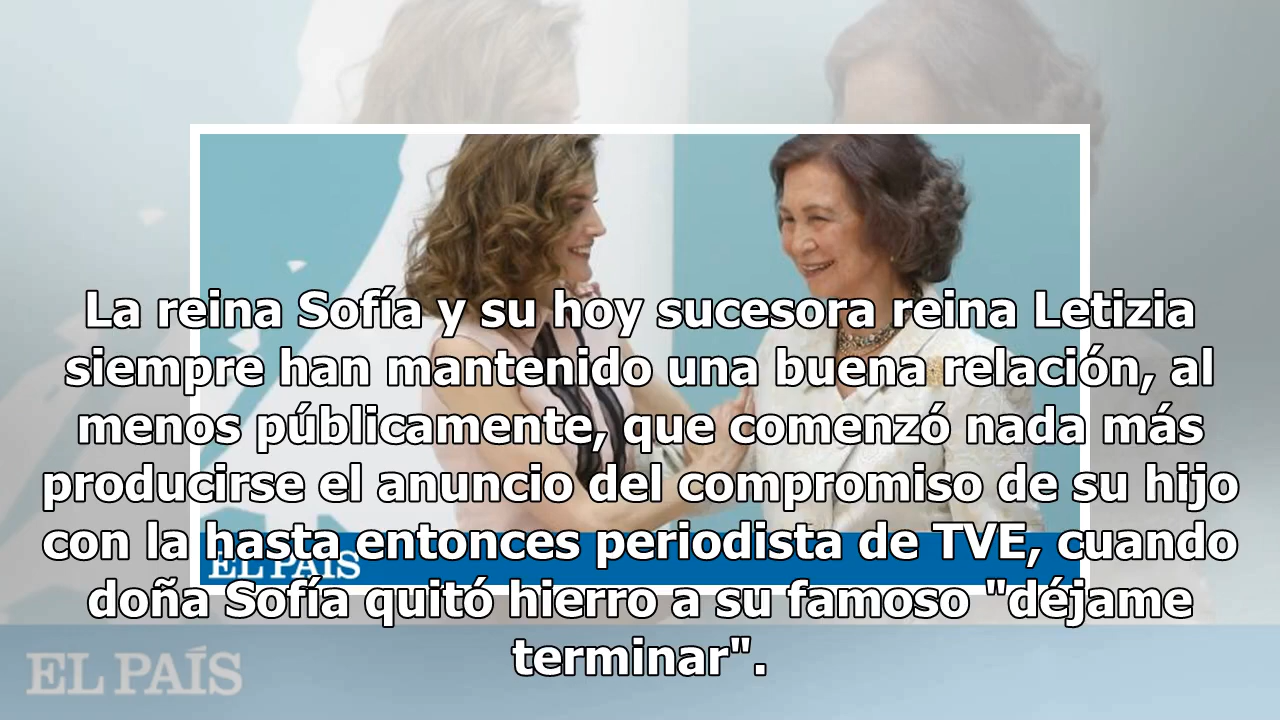 La reina Sofía y su hoy sucesora reina Letizia
siempre han mantenido una buena relación, al
menos públicamente, que comenzó nada más
producirse el anuncio del compromiso de su hijo
con la hasta entonces periodista de TVE, cuando
EL PAÍS
doña Sofía quitó hierro a su famoso "déjame
terminar".
EL PAÍS